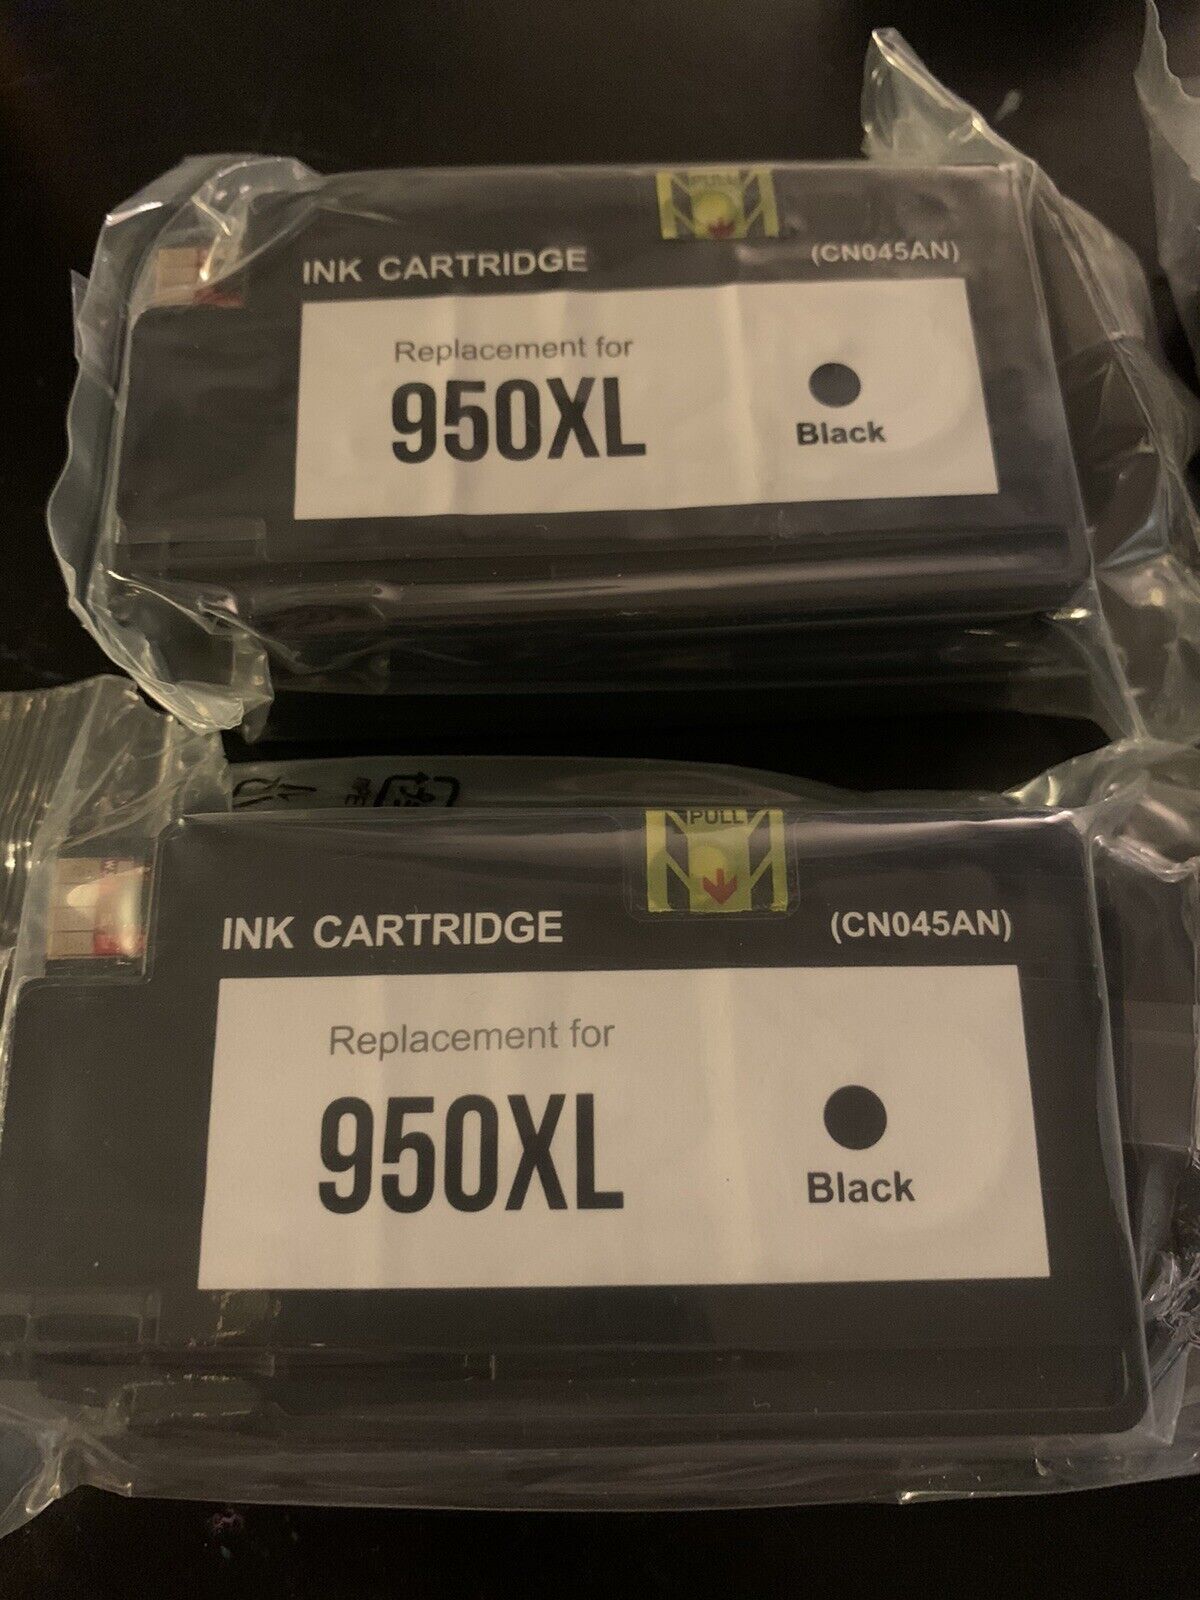 PULL
INK CARTRIDGE
(CN045AN)
Replacement for
950XL
Black
PULL
INK CARTRIDGE
(CN045AN)
Replacement for
950XL
Black